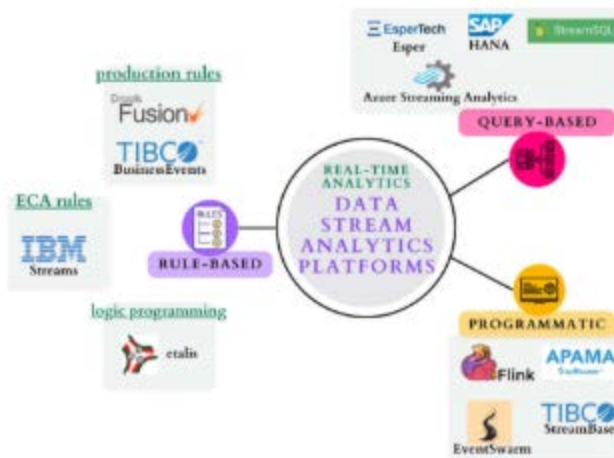 EsperTech
Esper
SAP
HANA
StreamSQL
Azure Streaming Analytics
QUERY-BASED
production rules
Drools
Fusion
TIBCO
BusinessEvents
ECA rules
IBM
Streams
RULES
RULE-BASED
logic programming
etalis
REAL-TIME
ANALYTICS
DATA
STREAM
ANALYTICS
PLATFORMS
PROGRAMMATIC
Flink
APAMA
EventSwarm
TIBCO
StreamBase